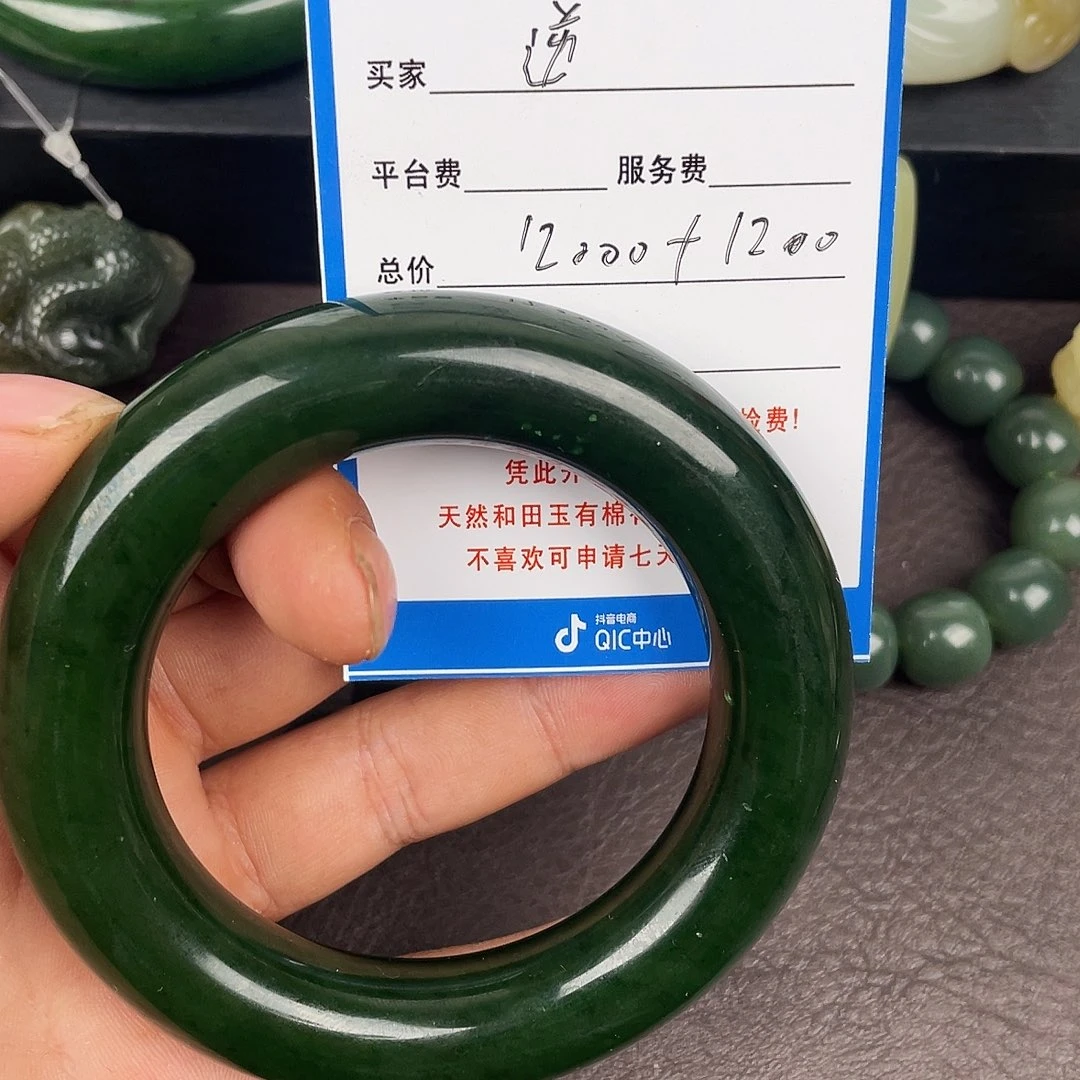 买家
平台费 服务费
总价 12000+1200
检费!
凭此
天然和田玉有棉
不喜欢可申请七天
抖音电商
QIC中心